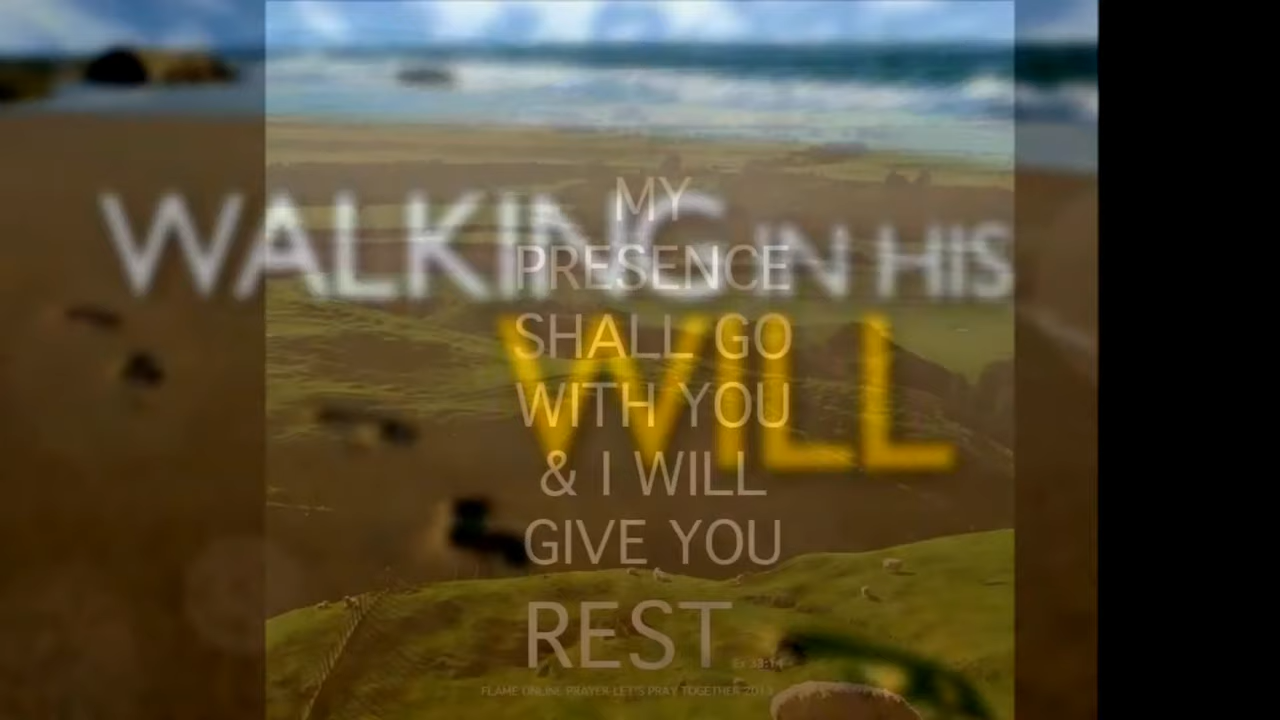 WALKING IN HIS
WILL
MY
PRESENCE
SHALL GO
WITH YOU
& I WILL
GIVE YOU
REST
Ex 33:14
FLAME ONLINE PRAYER-LET'S PRAY TOGETHER 2013